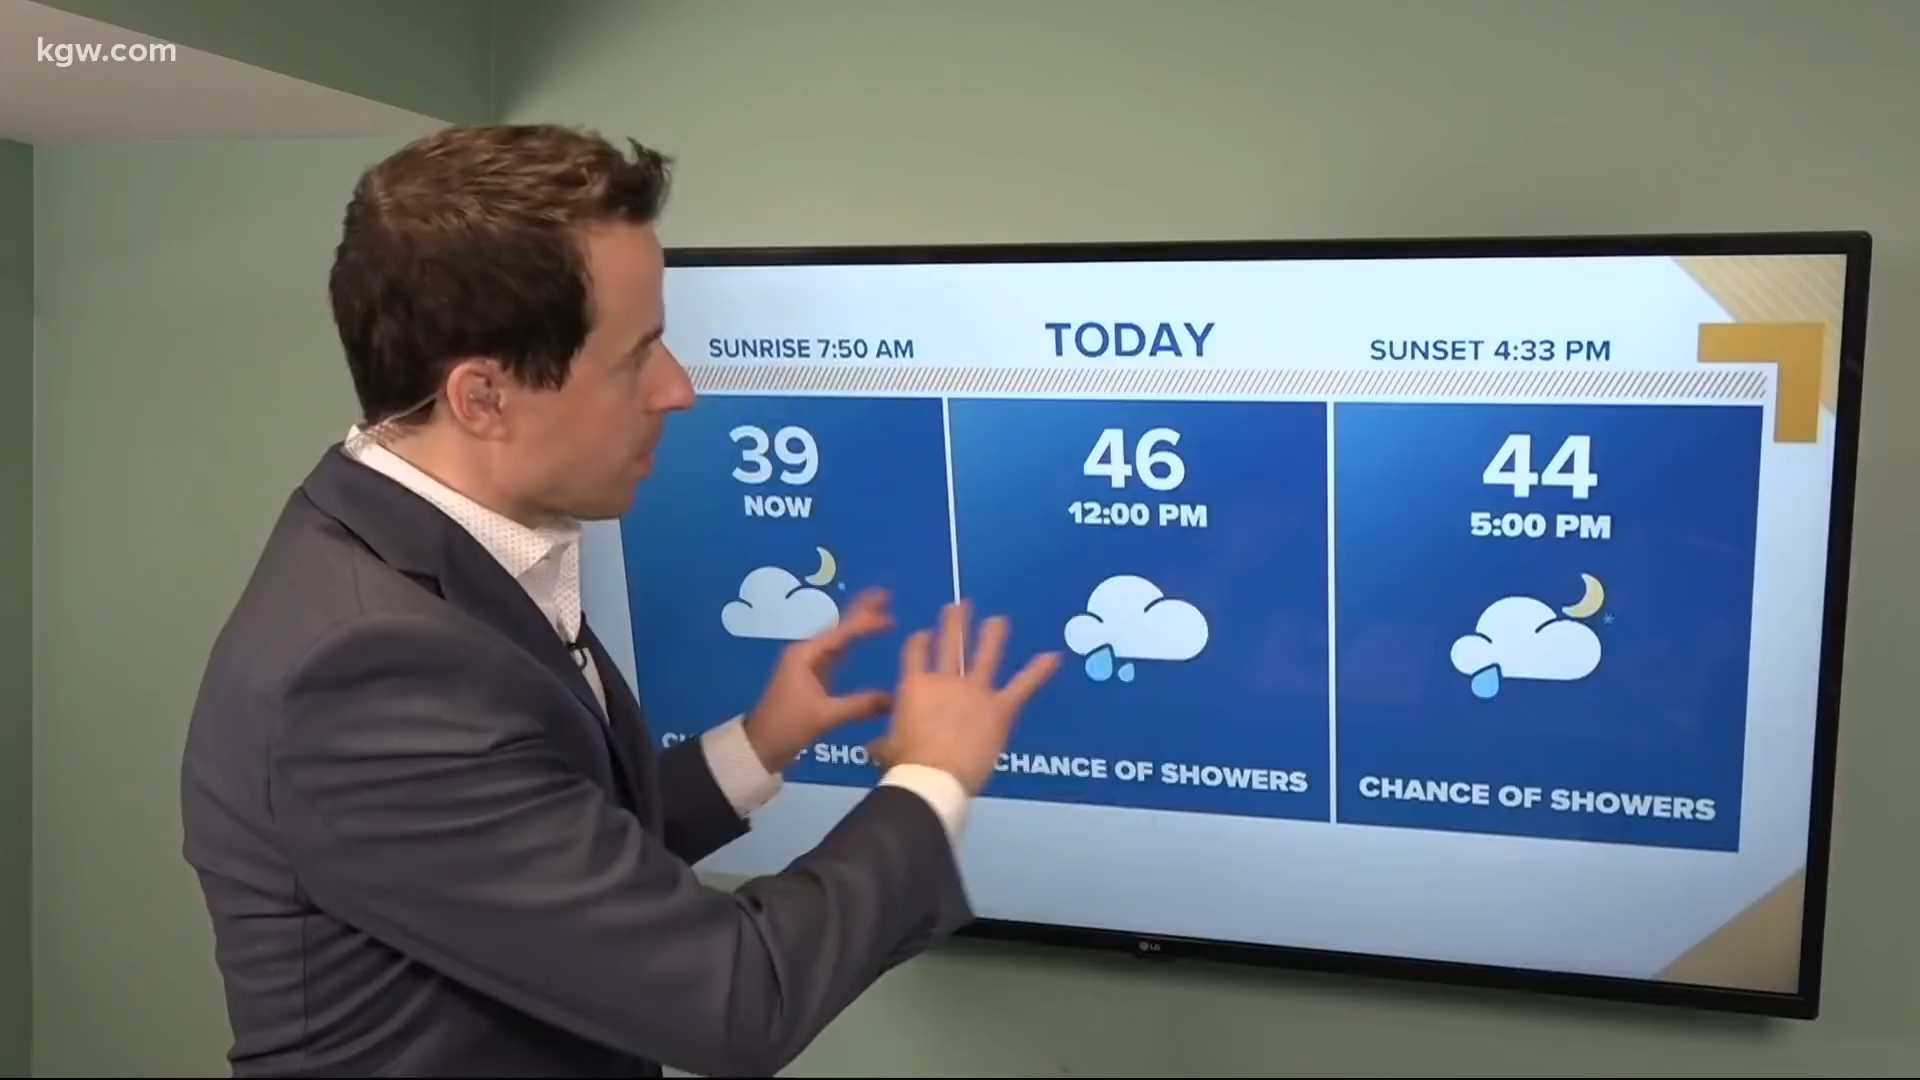 kgw.com
SUNRISE 7:50 AM
TODAY
SUNSET 4:33 PM
39
NOW
46
12:00 PM
CHANCE OF SHOWERS
44
5:00 PM
CHANCE OF SHOWERS
LG